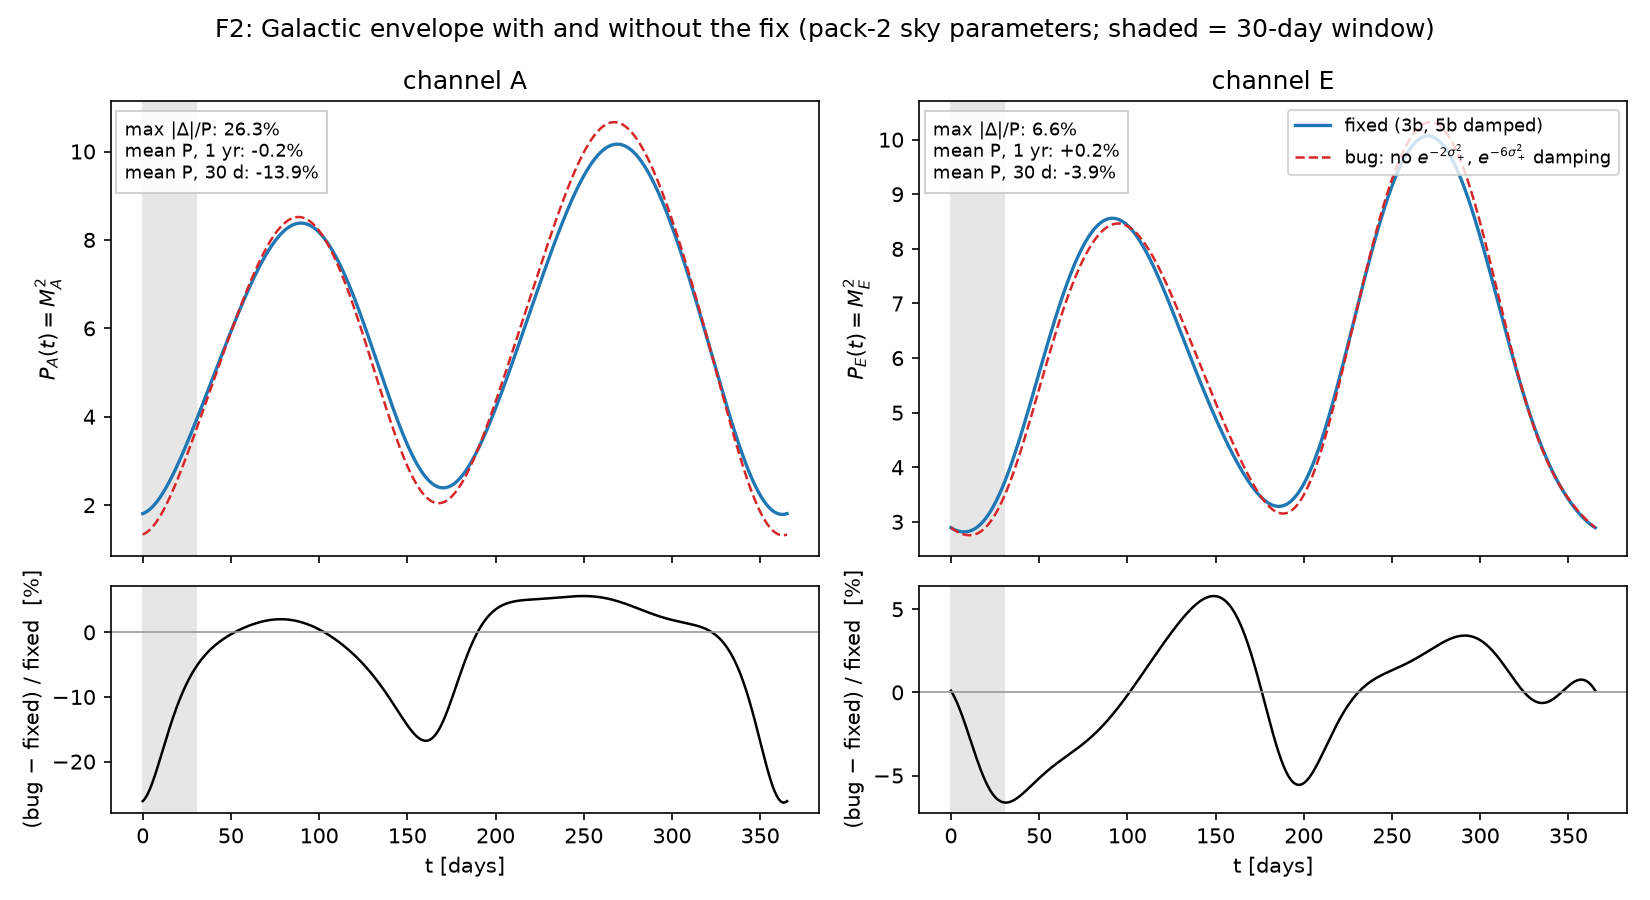 F2: Galactic envelope with and without the fix (pack-2 sky parameters; shaded = 30-day window)
channel A
max |Δ|/P: 26.3%
mean P, 1 yr: -0.2%
mean P, 30 d: -13.9%
P_A(t) = M_A^2
10
8
6
4
2
channel E
max |Δ|/P: 6.6%
mean P, 1 yr: +0.2%
mean P, 30 d: -3.9%
fixed (3b, 5b damped)
bug: no e^{−2σ_+^2}, e^{−6σ_+^2} damping
P_E(t) = M_E^2
10
9
8
7
6
5
4
3
(bug − fixed) / fixed [%]
0
−10
−20
0 50 100 150 200 250 300 350
t [days]
(bug − fixed) / fixed [%]
5
0
−5
0 50 100 150 200 250 300 350
t [days]